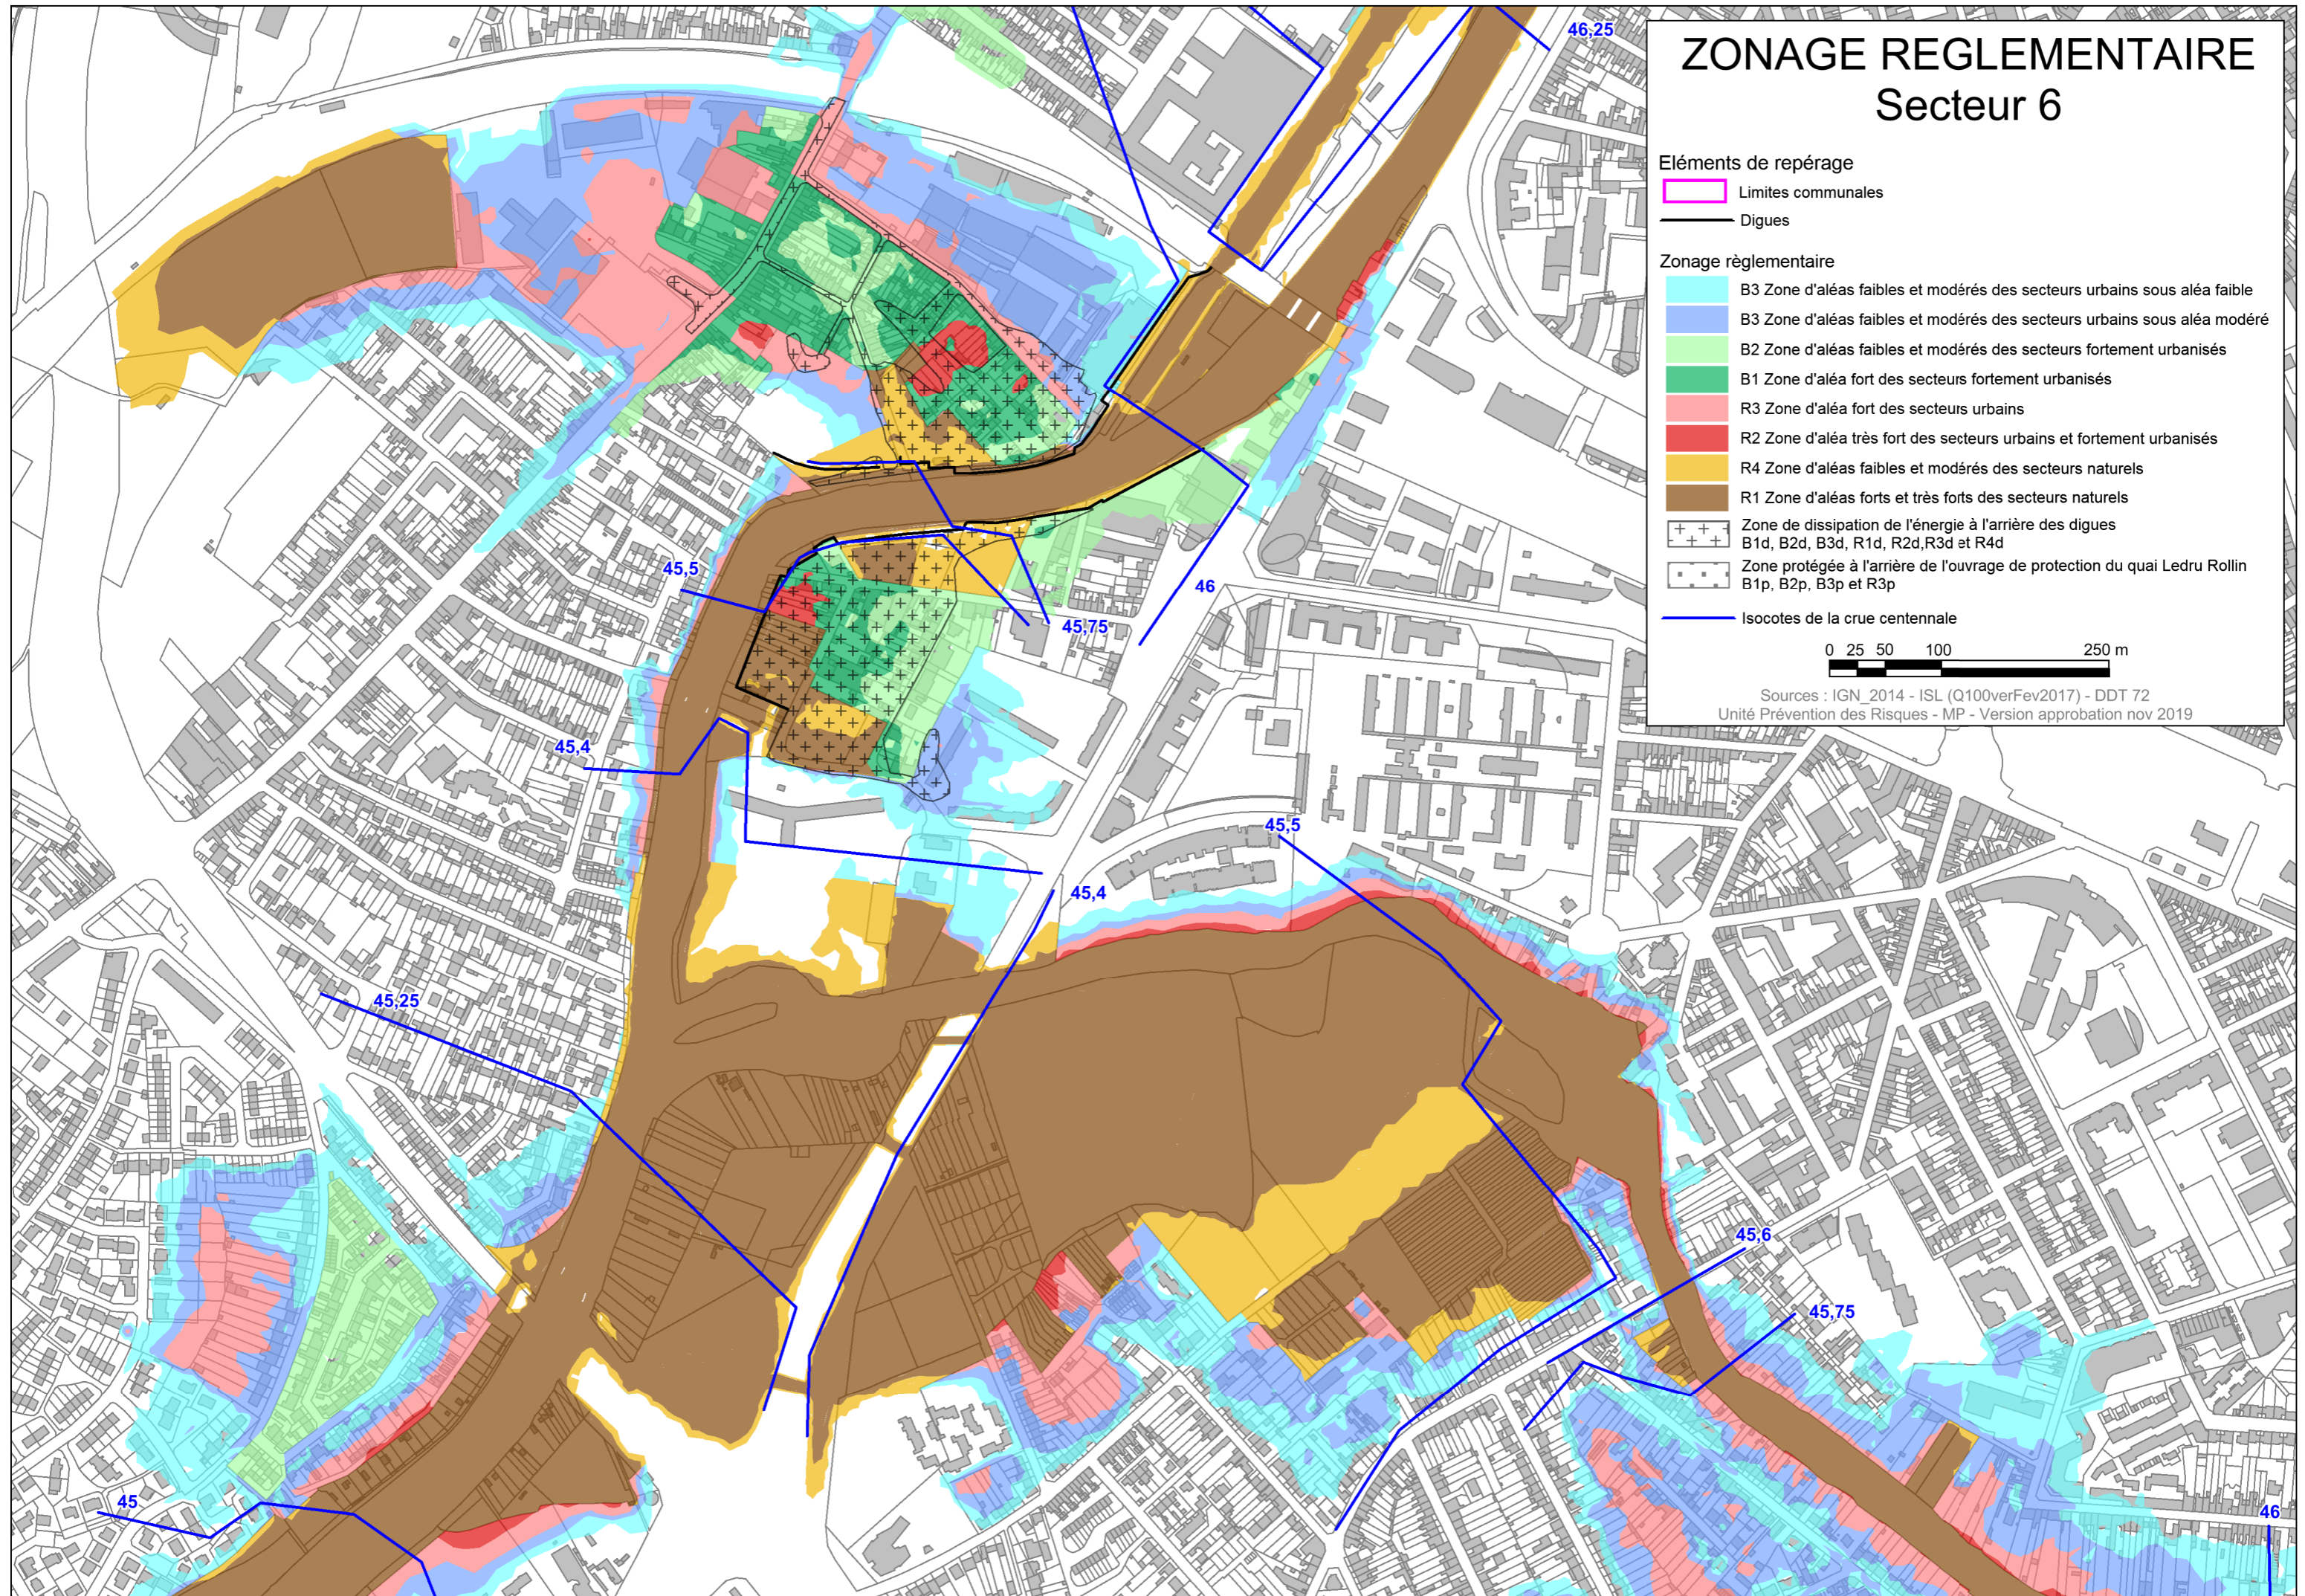 ZONAGE REGLEMENTAIRE
Secteur 6
Eléments de repérage
Limites communales
Digues
Zonage règlementaire
B3 Zone d'aléas faibles et modérés des secteurs urbains sous aléa faible
B3 Zone d'aléas faibles et modérés des secteurs urbains sous aléa modéré
B2 Zone d'aléas faibles et modérés des secteurs fortement urbanisés
B1 Zone d'aléa fort des secteurs fortement urbanisés
R3 Zone d'aléa fort des secteurs urbains
R2 Zone d'aléa très fort des secteurs urbains et fortement urbanisés
R4 Zone d'aléas faibles et modérés des secteurs naturels
R1 Zone d'aléas forts et très forts des secteurs naturels
Zone de dissipation de l'énergie à l'arrière des digues
B1d, B2d, B3d, R1d, R2d,R3d et R4d
Zone protégée à l'arrière de l'ouvrage de protection du quai Ledru Rollin
B1p, B2p, B3p et R3p
Isocotes de la crue centennale
0 25 50 100 250 m
Sources : IGN_2014 - ISL (Q100verFev2017) - DDT 72
Unité Prévention des Risques - MP - Version approbation nov 2019
46,25
45,5
46
45,75
45,4
45,5
45,4
45,25
45,6
45,75
45
46